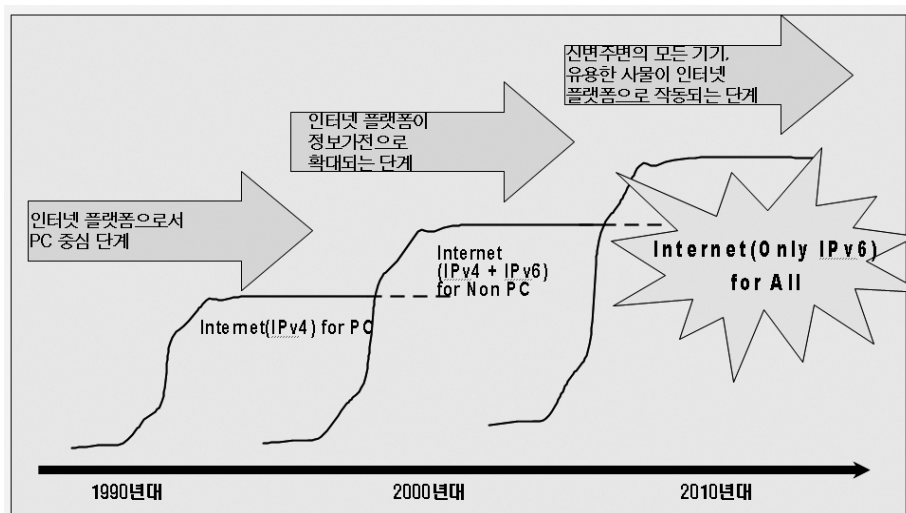 신변주변의 모든 기기,
유용한 사물이 인터넷
플랫폼으로 작동되는 단계
인터넷 플랫폼이
정보가전으로
확대되는 단계
인터넷 플랫폼으로서
PC 중심 단계
Internet(IPv4) for PC
Internet
(IPv4 + IPv6)
for Non PC
Internet(Only IPv6)
for All
1990년대
2000년대
2010년대